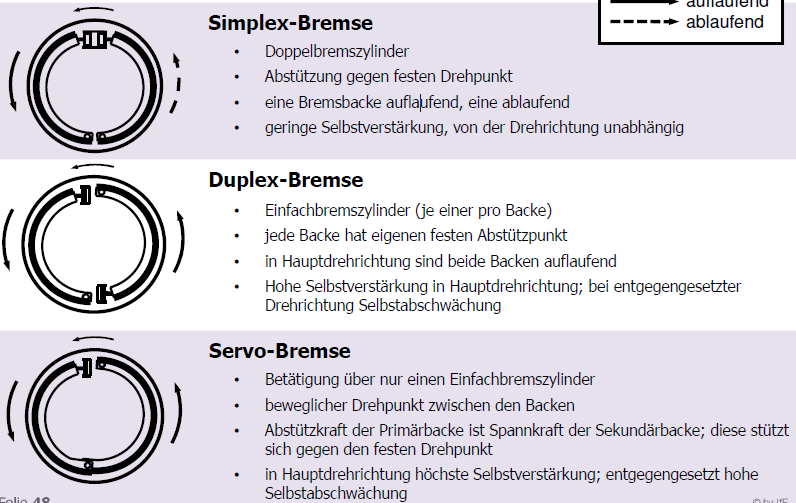 auflaufend
ablaufend
Simplex-Bremse
• Doppelbremszylinder
• Abstützung gegen festen Drehpunkt
• eine Bremsbacke auflaufend, eine ablaufend
• geringe Selbstverstärkung, von der Drehrichtung unabhängig
Duplex-Bremse
• Einfachbremszylinder (je einer pro Backe)
• jede Backe hat eigenen festen Abstützpunkt
• in Hauptdrehrichtung sind beide Backen auflaufend
• Hohe Selbstverstärkung in Hauptdrehrichtung; bei entgegengesetzter
Drehrichtung Selbstabschwächung
Servo-Bremse
• Betätigung über nur einen Einfachbremszylinder
• beweglicher Drehpunkt zwischen den Backen
• Abstützkraft der Primärbacke ist Spannkraft der Sekundärbacke; diese stützt
sich gegen den festen Drehpunkt
• in Hauptdrehrichtung höchste Selbstverstärkung; entgegengesetzt hohe
Selbstabschwächung
Folie 48
© by IfF